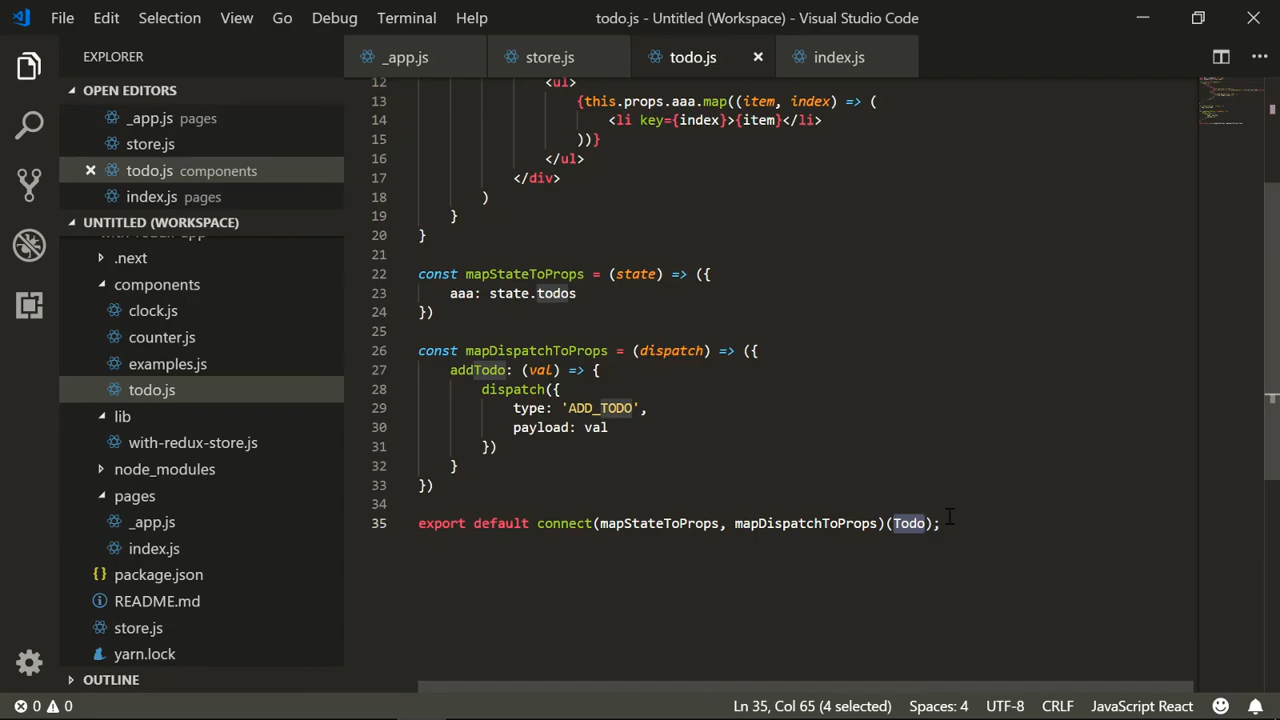 File Edit Selection View Go Debug Terminal Help todo.js - Untitled (Workspace) - Visual Studio Code
EXPLORER
OPEN EDITORS
_app.js pages
store.js
todo.js components
index.js pages
UNTITLED (WORKSPACE)
with-redux-app
.next
components
clock.js
counter.js
examples.js
todo.js
lib
with-redux-store.js
node_modules
pages
_app.js
index.js
package.json
README.md
store.js
yarn.lock
OUTLINE
_app.js store.js todo.js index.js
12 <ul>
13 {this.props.aaa.map((item, index) => (
14 <li key={index}>{item}</li>
15 ))}
16 </ul>
17 </div>
18 )
19 }
20 }
21
22 const mapStateToProps = (state) => ({
23 aaa: state.todos
24 })
25
26 const mapDispatchToProps = (dispatch) => ({
27 addTodo: (val) => {
28 dispatch({
29 type: 'ADD_TODO',
30 payload: val
31 })
32 }
33 })
34
35 export default connect(mapStateToProps, mapDispatchToProps)(Todo);
0 0 Ln 35, Col 65 (4 selected) Spaces: 4 UTF-8 CRLF JavaScript React